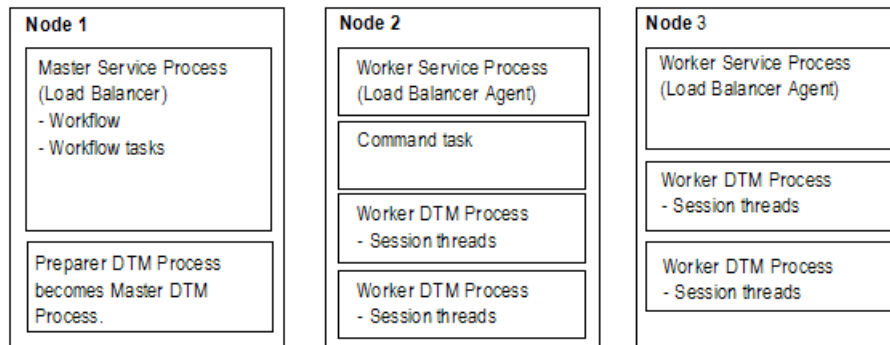 Node 1
Master Service Process
(Load Balancer)
- Workflow
- Workflow tasks
Preparer DTM Process
becomes Master DTM
Process.
Node 2
Worker Service Process
(Load Balancer Agent)
Command task
Worker DTM Process
- Session threads
Worker DTM Process
- Session threads
Node 3
Worker Service Process
(Load Balancer Agent)
Worker DTM Process
- Session threads
Worker DTM Process
- Session threads